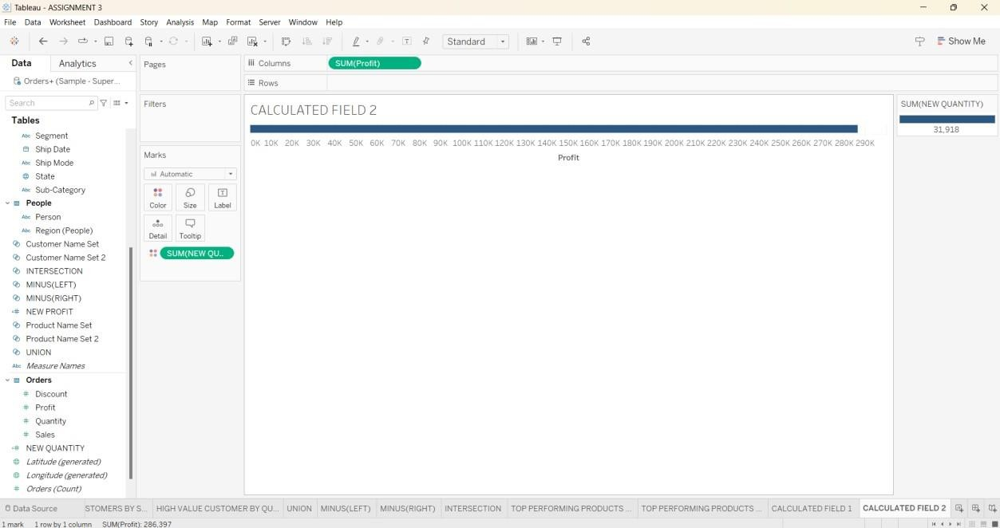 Tableau - ASSIGNMENT 3
File Data Worksheet Dashboard Story Analysis Map Format Server Window Help
Standard
Show Me
Data Analytics
Orders+ (Sample - Super...
Search
Tables
Abc Segment
Ship Date
Abc Ship Mode
State
Abc Sub-Category
People
Abc Person
Abc Region (People)
Customer Name Set
Customer Name Set 2
INTERSECTION
MINUS(LEFT)
MINUS(RIGHT)
NEW PROFIT
Product Name Set
Product Name Set 2
UNION
Abc Measure Names
Orders
Discount
Profit
Quantity
Sales
NEW QUANTITY
Latitude (generated)
Longitude (generated)
Orders (Count)
Pages
Filters
Marks
Automatic
Color Size Label
Detail Tooltip
SUM(NEW QU..
Columns SUM(Profit)
Rows
CALCULATED FIELD 2
0K 10K 20K 30K 40K 50K 60K 70K 80K 90K 100K 110K 120K 130K 140K 150K 160K 170K 180K 190K 200K 210K 220K 230K 240K 250K 260K 270K 280K 290K
Profit
SUM(NEW QUANTITY)
31,918
Data Source STOMERS BY S... HIGH VALUE CUSTOMER BY QU... UNION MINUS(LEFT) MINUS(RIGHT) INTERSECTION TOP PERFORMING PRODUCTS ... TOP PERFORMING PRODUCTS ... CALCULATED FIELD 1 CALCULATED FIELD 2
1 mark 1 row by 1 column SUM(Profit): 286,397